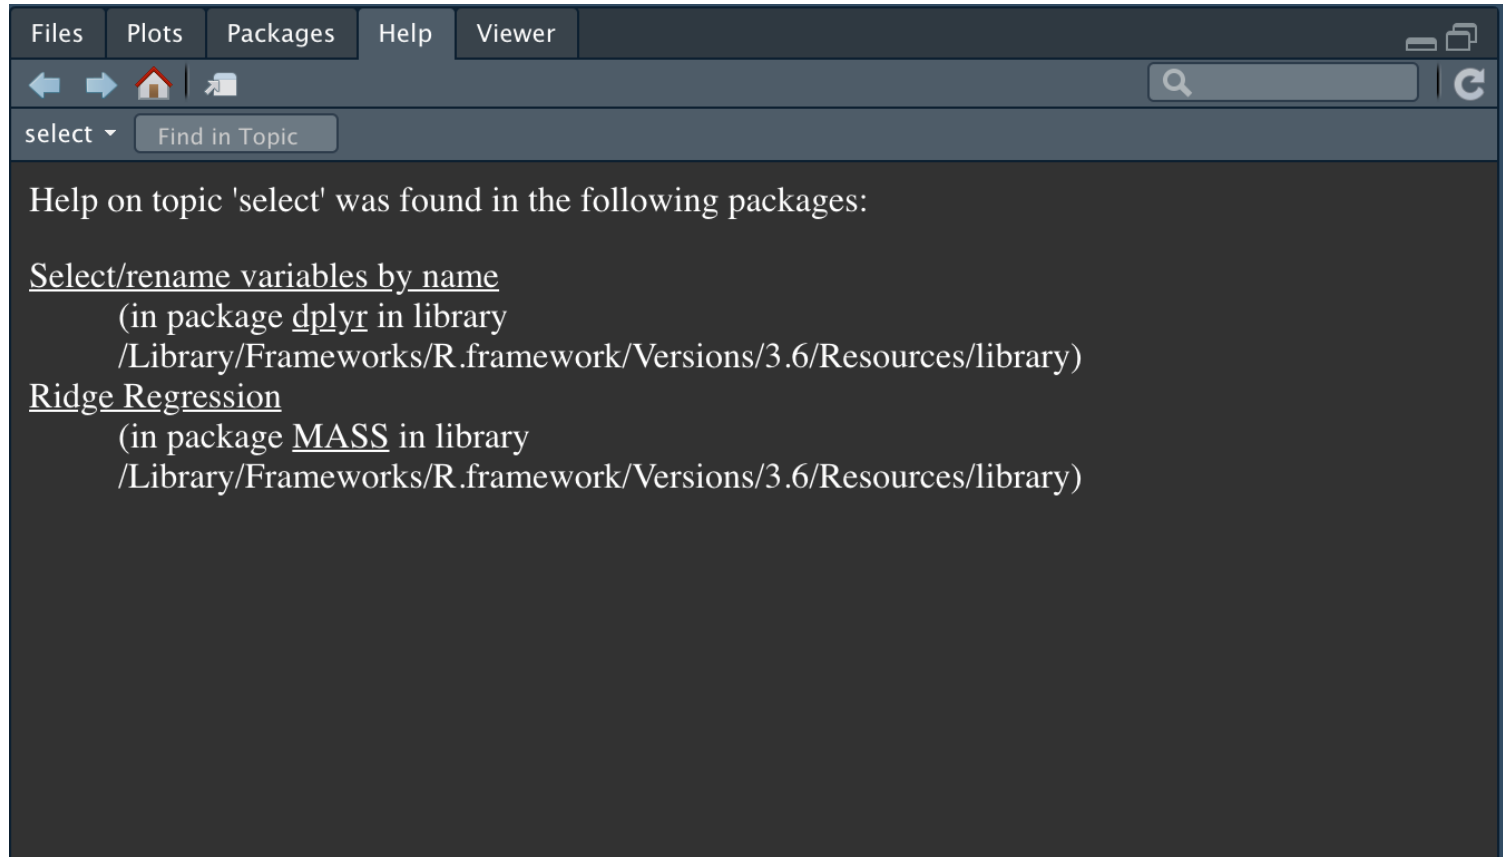 Files Plots Packages Help Viewer
select Find in Topic
Help on topic 'select' was found in the following packages:
Select/rename variables by name
(in package dplyr in library
/Library/Frameworks/R.framework/Versions/3.6/Resources/library)
Ridge Regression
(in package MASS in library
/Library/Frameworks/R.framework/Versions/3.6/Resources/library)